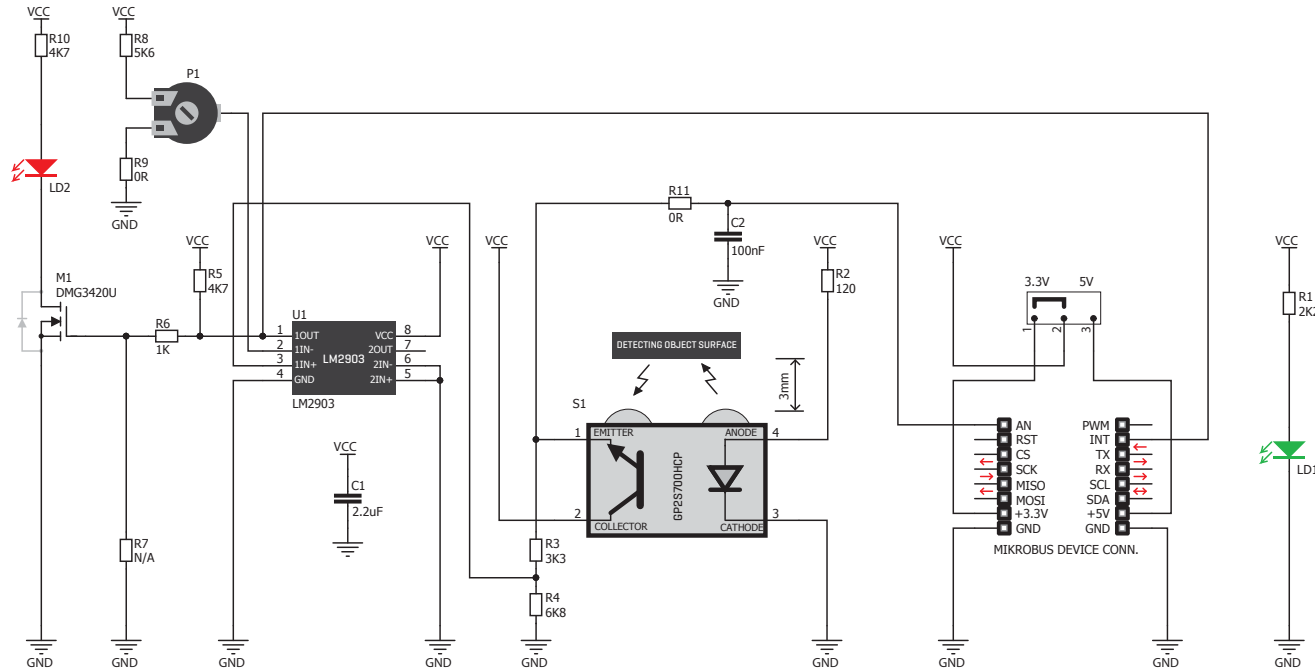 VCC
R10
4K7
LD2
M1
DMG3420U
GND
VCC
R8
5K6
P1
R9
0R
GND
VCC
R5
4K7
R6
1K
R7
N/A
GND
U1
1 1OUT VCC 8
2 1IN- 2OUT 7
3 1IN+ LM2903 2IN- 6
4 GND 2IN+ 5
LM2903
VCC
GND
GND
VCC
C1
2.2uF
VCC
R11
0R
C2
100nF
GND
VCC
R2
120
DETECTING OBJECT SURFACE
3mm
S1
1 EMITTER ANODE 4
GP2S700HCP
2 COLLECTOR CATHODE 3
R3
3K3
R4
6K8
GND
GND
VCC
3.3V 5V
1 2 3
AN PWM
RST INT
CS TX
SCK RX
MISO SCL
MOSI SDA
+3.3V +5V
GND GND
MIKROBUS DEVICE CONN.
GND
GND
VCC
R1
2K2
LD1
GND